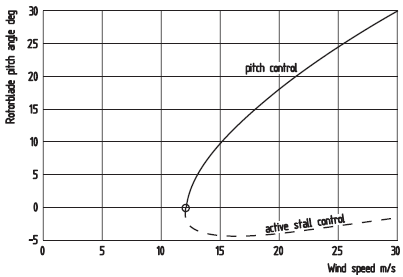 Rotorblade pitch angle deg
30
25
20
15
10
5
0
-5
pitch control
active stall control
0 5 10 15 20 25 30
Wind speed m/s